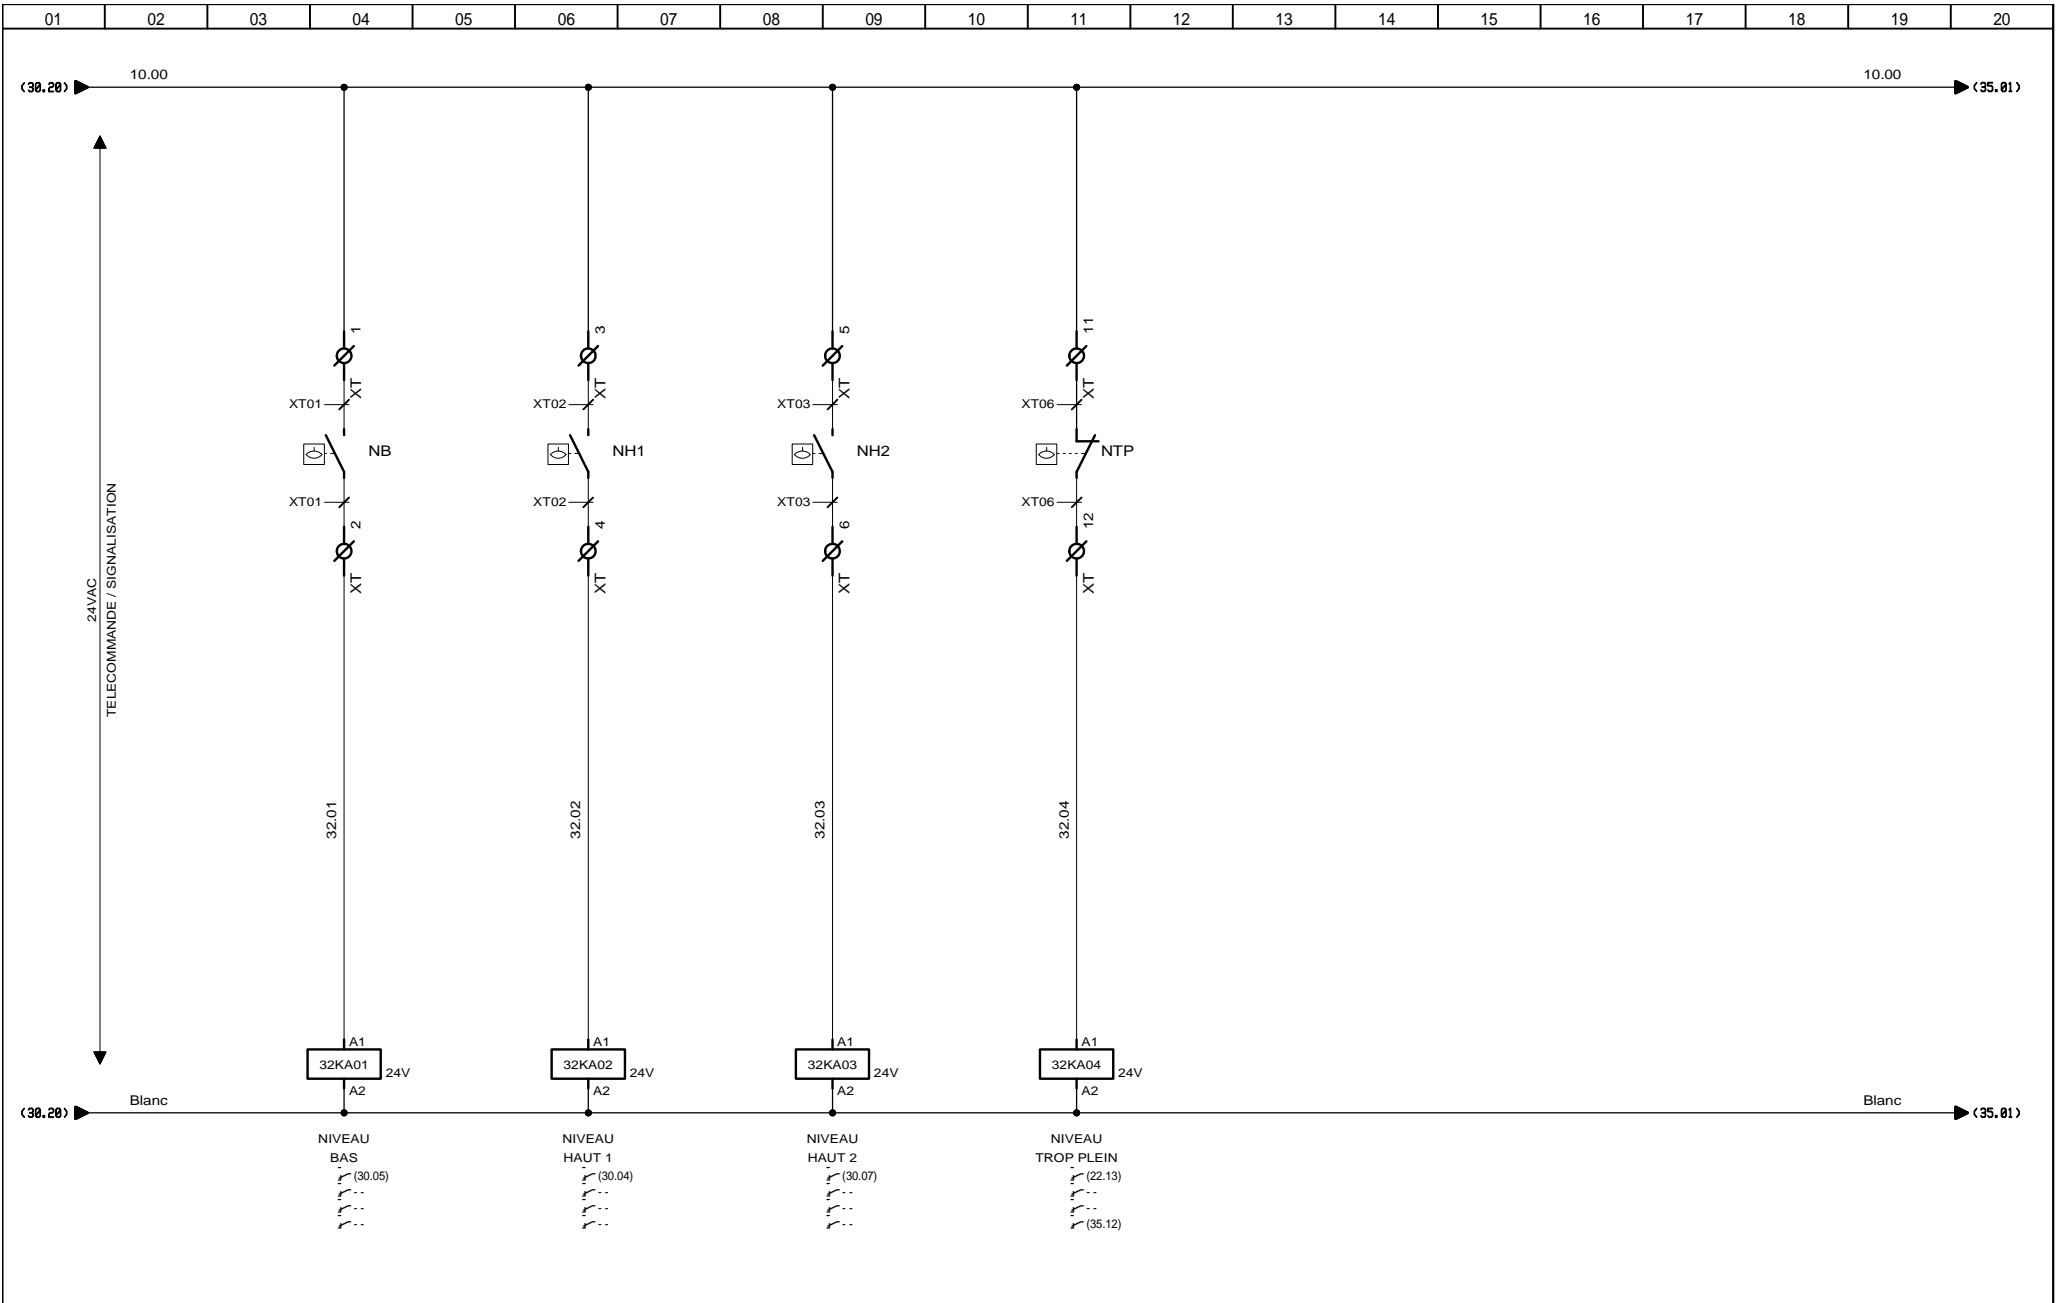 01 02 03 04 05 06 07 08 09 10 11 12 13 14 15 16 17 18 19 20
10.00 10.00
(30.20) (35.01)
24VAC
TELECOMMANDE / SIGNALISATION
1 3 5 11
XT XT XT XT
XT01 XT02 XT03 XT06
NB NH1 NH2 NTP
XT01 XT02 XT03 XT06
2 4 6 12
XT XT XT XT
32.01 32.02 32.03 32.04
A1 A1 A1 A1
32KA01 24V 32KA02 24V 32KA03 24V 32KA04 24V
A2 A2 A2 A2
Blanc Blanc
(30.20) (35.01)
NIVEAU NIVEAU NIVEAU NIVEAU
BAS HAUT 1 HAUT 2 TROP PLEIN
(30.05) (30.04) (30.07) (22.13)
-- -- -- --
-- -- -- --
-- -- -- (35.12)